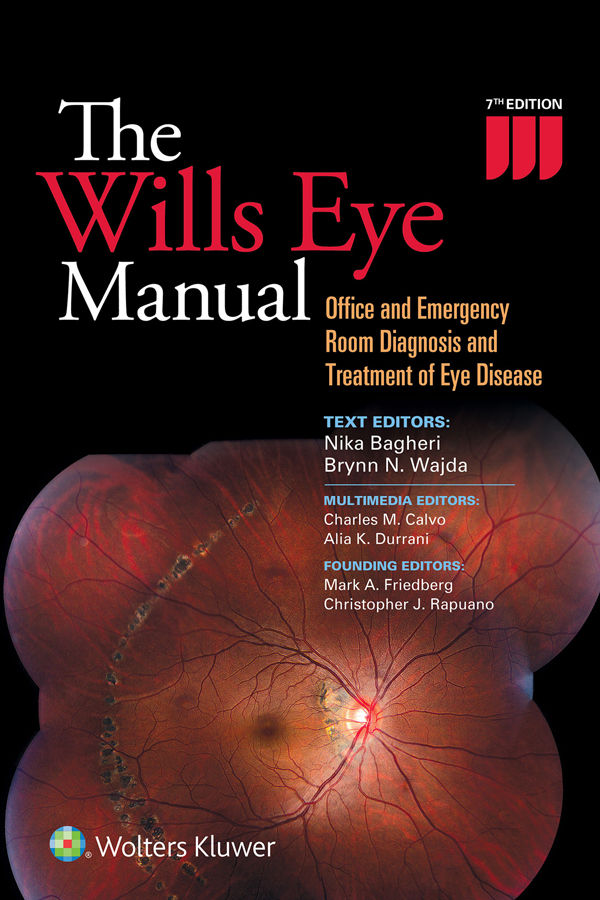 7TH EDITION
The
Wills Eye
Manual
Office and Emergency
Room Diagnosis and
Treatment of Eye Disease
TEXT EDITORS:
Nika Bagheri
Brynn N. Wajda
MULTIMEDIA EDITORS:
Charles M. Calvo
Alia K. Durrani
FOUNDING EDITORS:
Mark A. Friedberg
Christopher J. Rapuano
® Wolters Kluwer